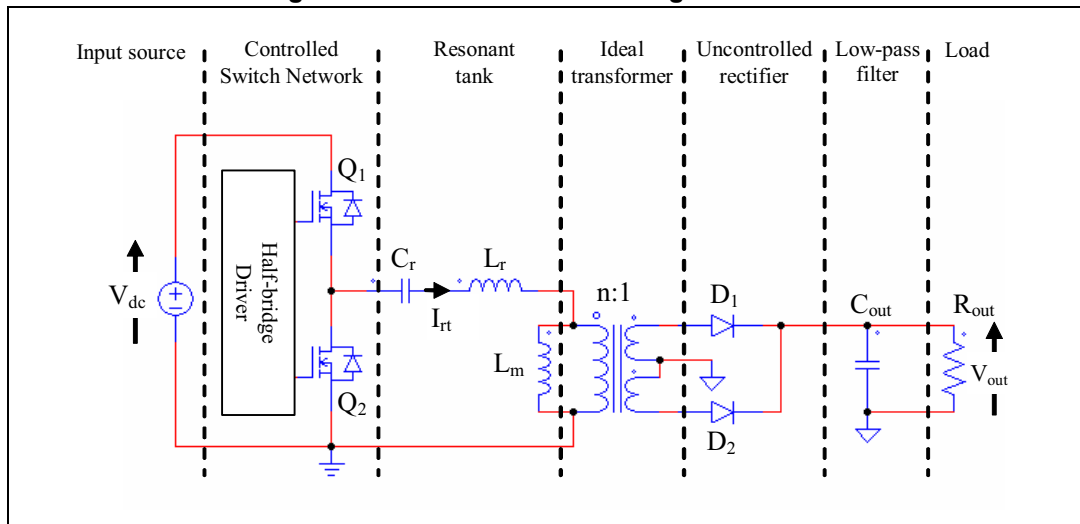 Input source
Controlled
Switch Network
Resonant
tank
Ideal
transformer
Uncontrolled
rectifier
Low-pass
filter
Load
Q1
Half-bridge
Driver
Vdc
Cr
Irt
Lr
n:1
D1
Cout
Rout
Lm
Vout
Q2
D2